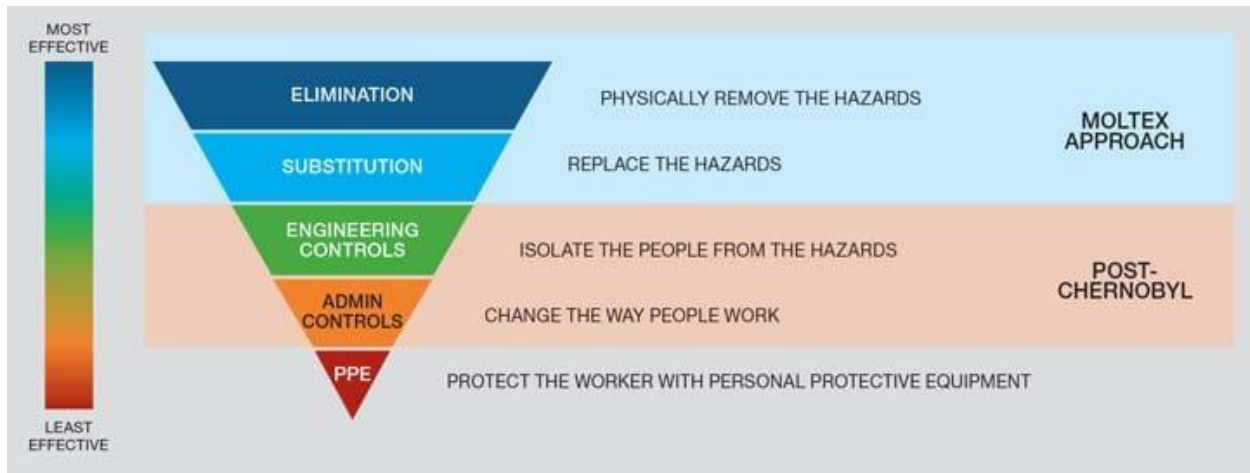 MOST
EFFECTIVE
ELIMINATION
PHYSICALLY REMOVE THE HAZARDS
MOLTEX
APPROACH
SUBSTITUTION
REPLACE THE HAZARDS
ENGINEERING
CONTROLS
ISOLATE THE PEOPLE FROM THE HAZARDS
POST-
CHERNOBYL
ADMIN
CONTROLS
CHANGE THE WAY PEOPLE WORK
PPE
PROTECT THE WORKER WITH PERSONAL PROTECTIVE EQUIPMENT
LEAST
EFFECTIVE